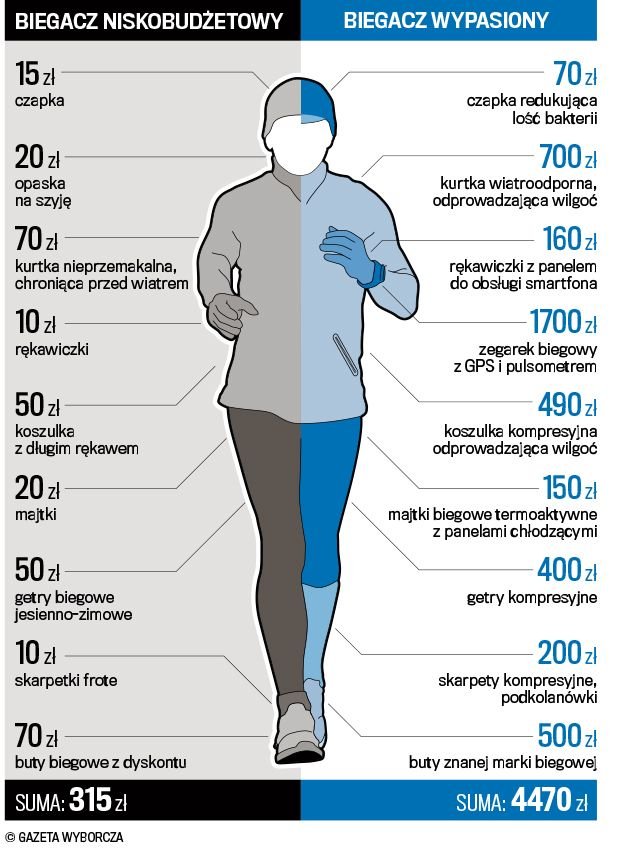 BIEGACZ NISKOBUDŻETOWY
15 zł
czapka
20 zł
opaska
na szyję
70 zł
kurtka nieprzemakalna,
chroniąca przed wiatrem
10 zł
rękawiczki
50 zł
koszulka
z długim rękawem
20 zł
majtki
50 zł
getry biegowe
jesienno-zimowe
10 zł
skarpetki frote
70 zł
buty biegowe z dyskontu
SUMA: 315 zł
BIEGACZ WYPASIONY
70 zł
czapka redukująca
lość bakterii
700 zł
kurtka wiatroodporna,
odprowadzająca wilgoć
160 zł
rękawiczki z panelem
do obsługi smartfona
1700 zł
zegarek biegowy
z GPS i pulsometrem
490 zł
koszulka kompresyjna
odprowadzająca wilgoć
150 zł
majtki biegowe termoaktywne
z panelami chłodzącymi
400 zł
getry kompresyjne
200 zł
skarpety kompresyjne,
podkolanówki
500 zł
buty znanej marki biegowej
SUMA: 4470 zł
© GAZETA WYBORCZA